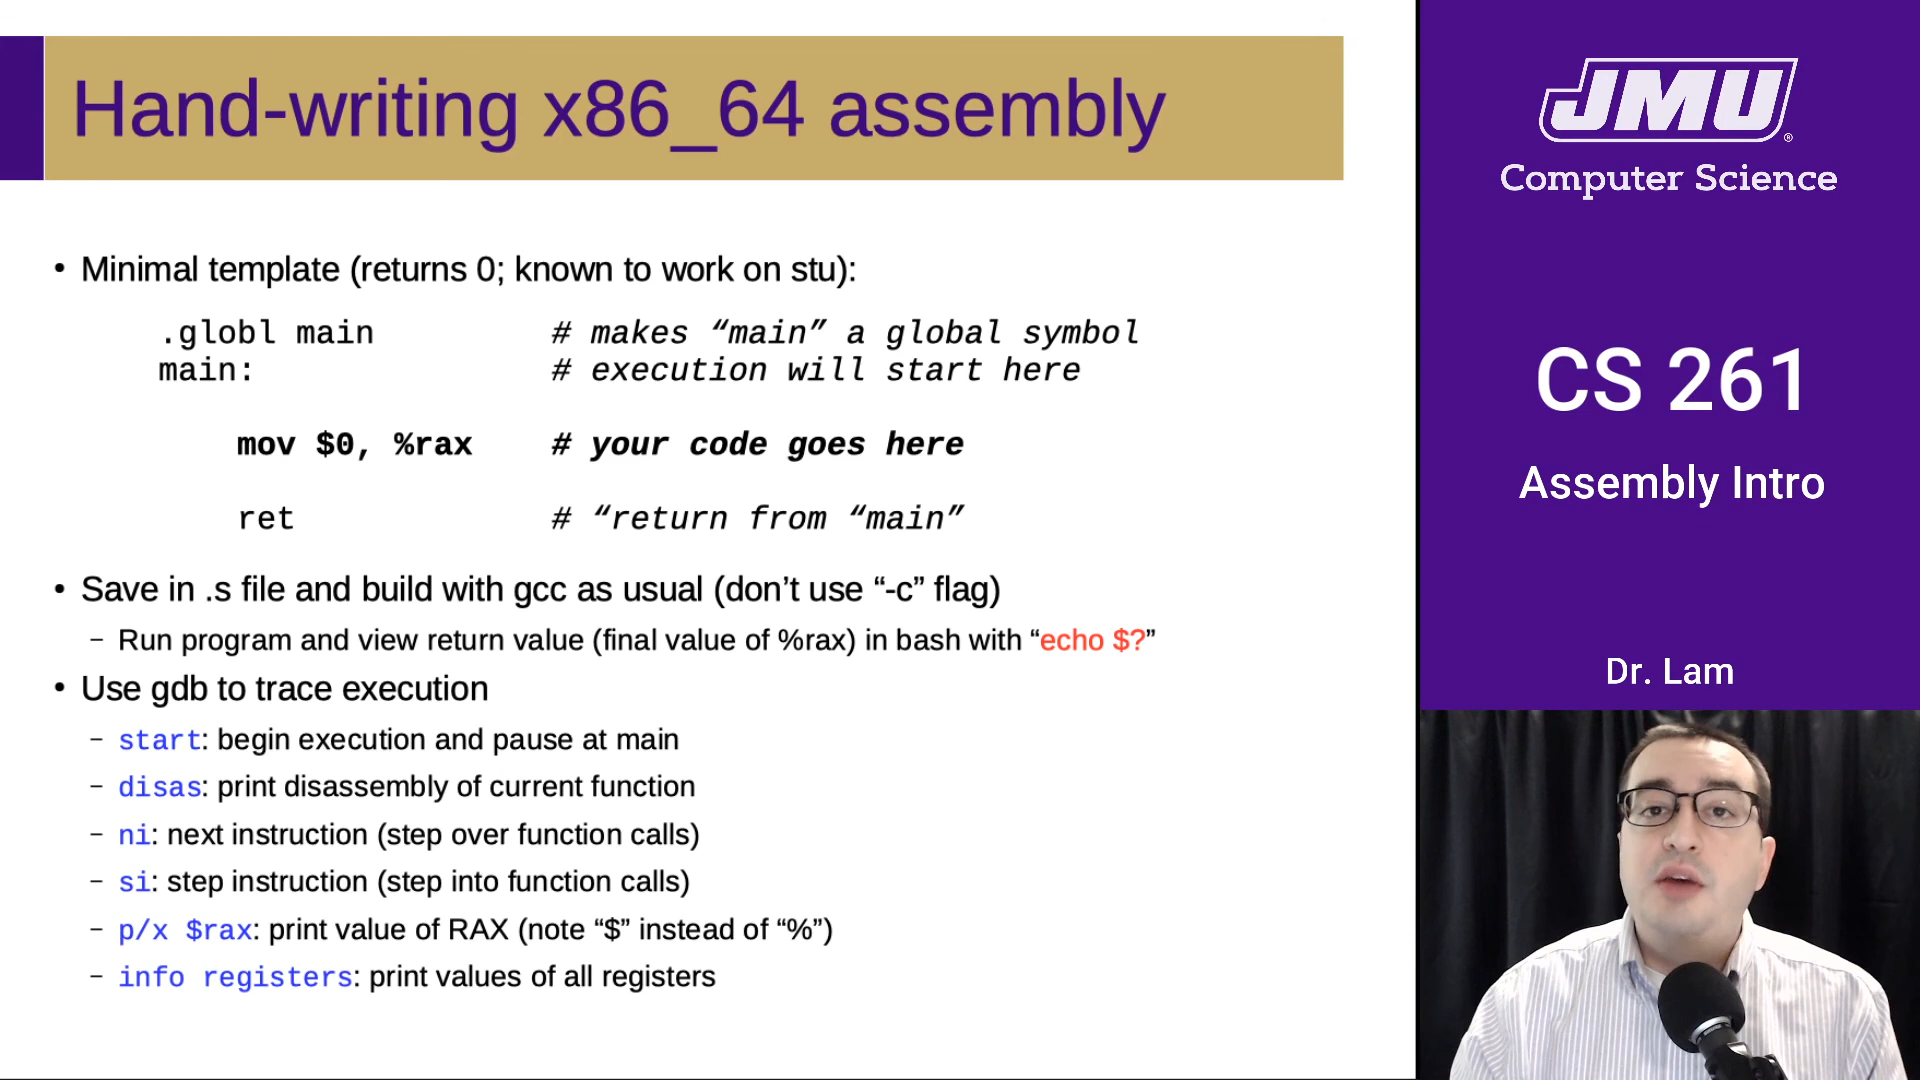 Hand-writing x86_64 assembly
• Minimal template (returns 0; known to work on stu):
.globl main # makes “main” a global symbol
main: # execution will start here
mov $0, %rax # your code goes here
ret # “return from “main”
• Save in .s file and build with gcc as usual (don’t use “-c” flag)
– Run program and view return value (final value of %rax) in bash with “echo $?”
• Use gdb to trace execution
– start: begin execution and pause at main
– disas: print disassembly of current function
– ni: next instruction (step over function calls)
– si: step instruction (step into function calls)
– p/x $rax: print value of RAX (note “$” instead of “%”)
– info registers: print values of all registers
JMU®
Computer Science
CS 261
Assembly Intro
Dr. Lam